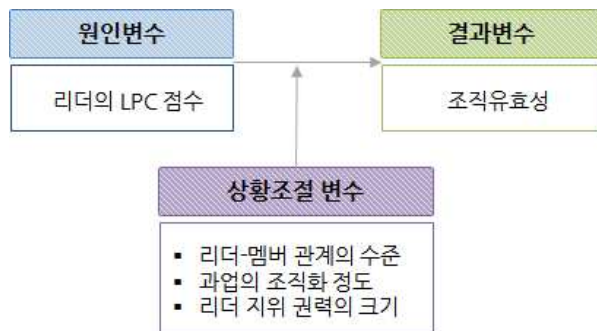 원인변수
리더의 LPC 점수
결과변수
조직유효성
상황조절 변수
▪ 리더-멤버 관계의 수준
▪ 과업의 조직화 정도
▪ 리더 지위 권력의 크기